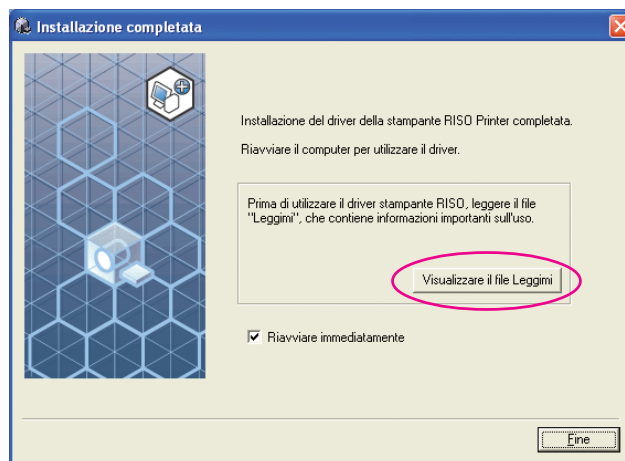 Installazione completata
Installazione del driver della stampante RISO Printer completata.
Riavviare il computer per utilizzare il driver.
Prima di utilizzare il driver stampante RISO, leggere il file
"Leggimi", che contiene informazioni importanti sull'uso.
Visualizzare il file Leggimi
Riavviare immediatamente
Fine